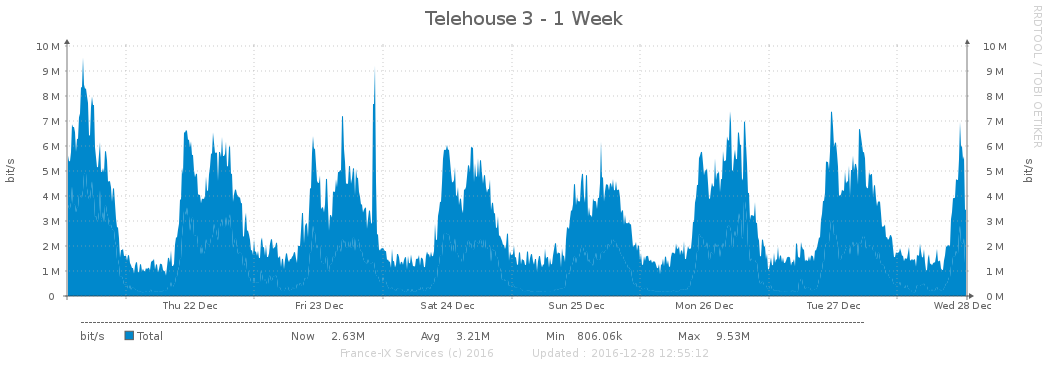 Telehouse 3 - 1 Week
RRDTOOL / TOBI OETIKER
bit/s
10 M 10 M
9 M 9 M
8 M 8 M
7 M 7 M
6 M 6 M
5 M 5 M
4 M 4 M
3 M 3 M
2 M 2 M
1 M 1 M
0 0 M
bit/s
Thu 22 Dec Fri 23 Dec Sat 24 Dec Sun 25 Dec Mon 26 Dec Tue 27 Dec Wed 28 Dec
bit/s Total Now 2.63M Avg 3.21M Min 806.06k Max 9.53M
France-IX Services (c) 2016 Updated : 2016-12-28 12:55:12